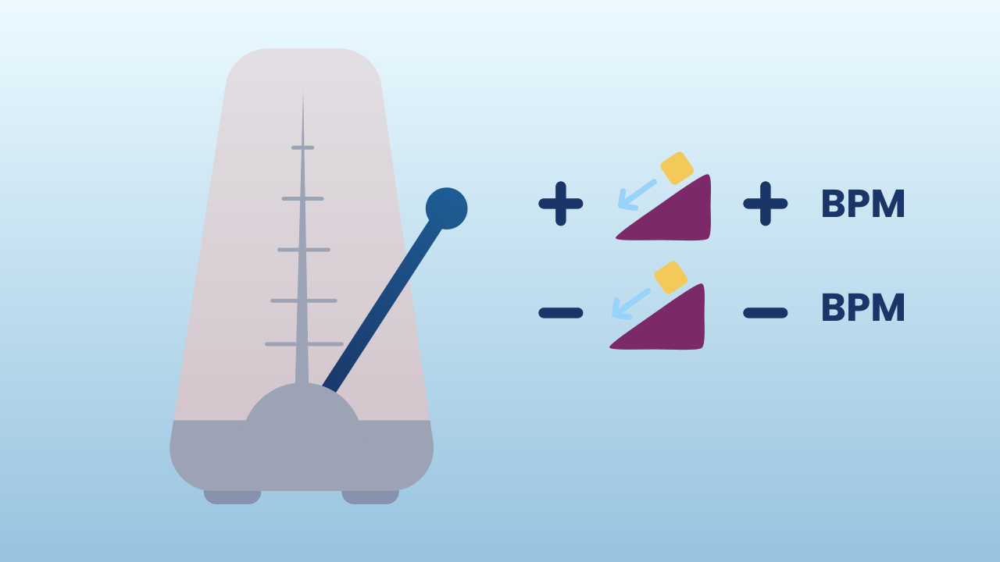 + + BPM
- - BPM